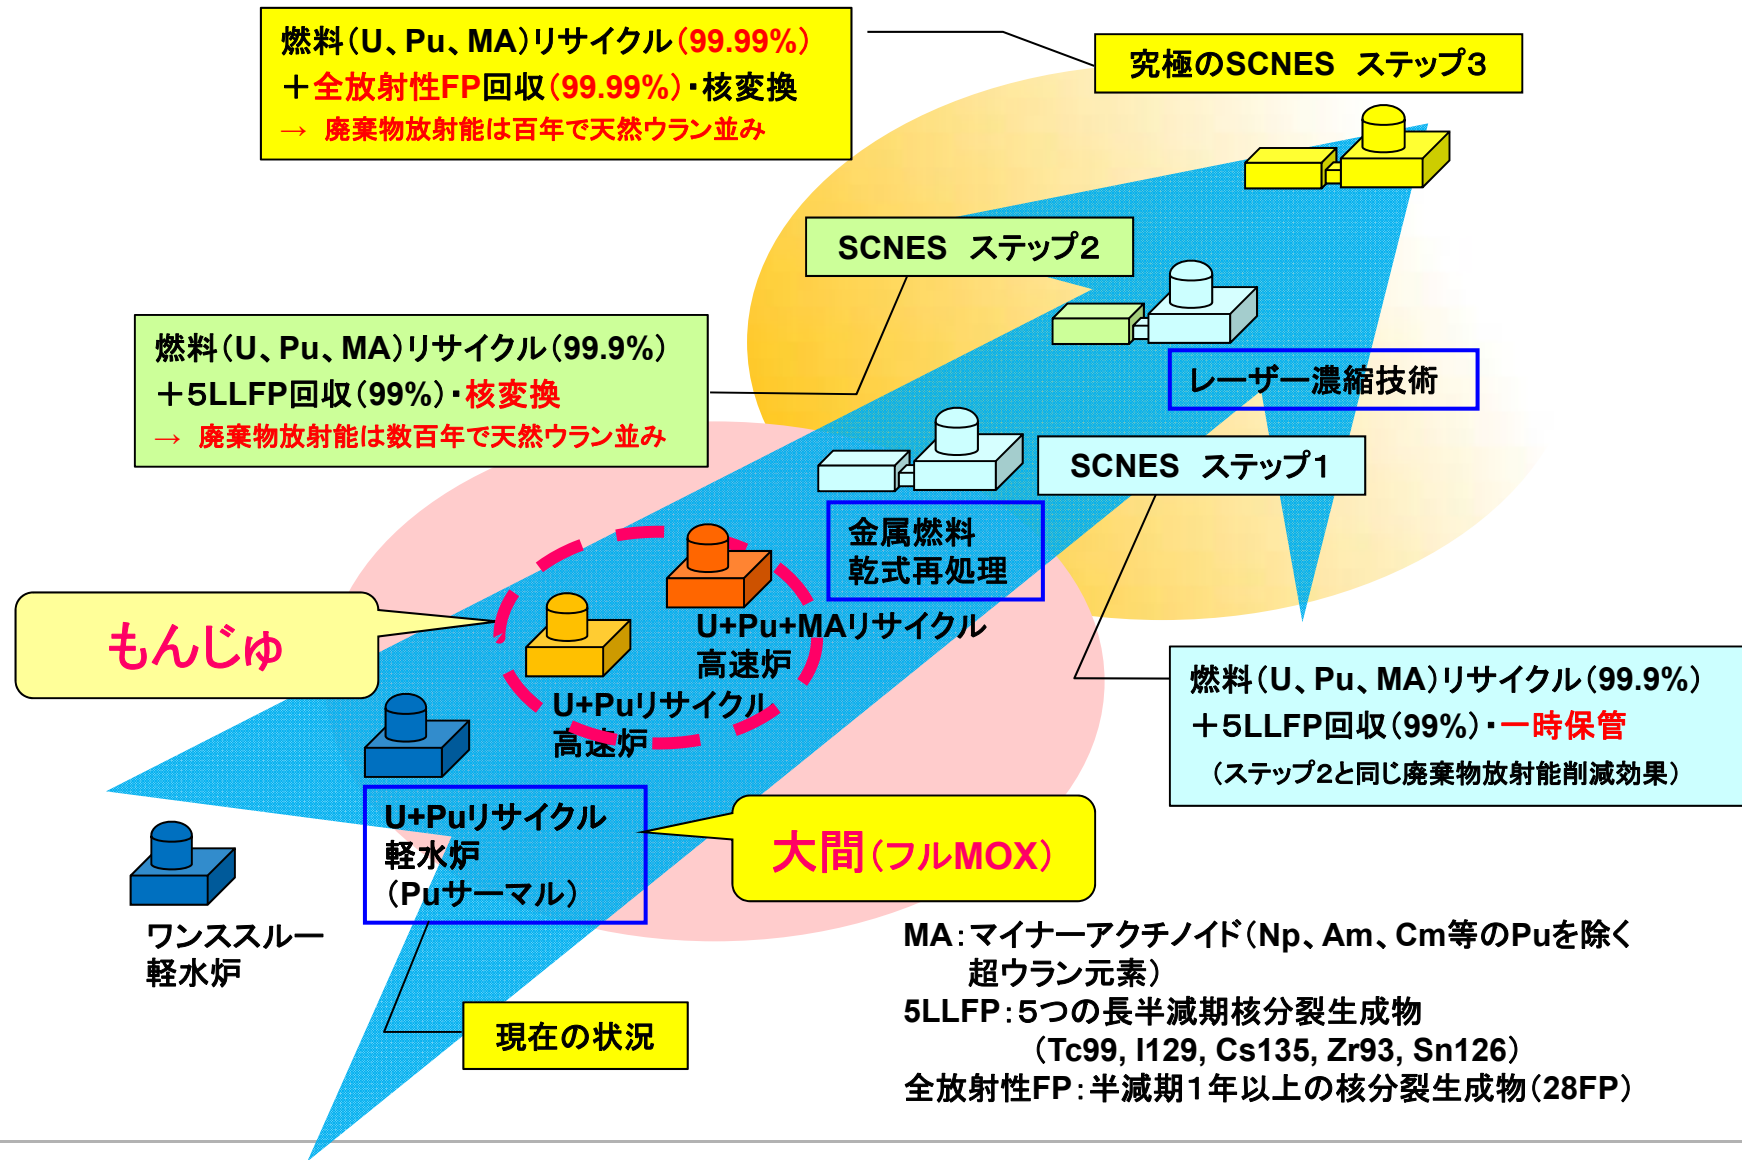 燃料（U、Pu、MA）リサイクル（99.99%）
＋全放射性FP回収（99.99%）・核変換
→ 廃棄物放射能は百年で天然ウラン並み
究極のSCNES ステップ３
SCNES ステップ２
燃料（U、Pu、MA）リサイクル（99.9%）
＋５LLFP回収（99%）・核変換
→ 廃棄物放射能は数百年で天然ウラン並み
レーザー濃縮技術
SCNES ステップ１
金属燃料
乾式再処理
もんじゅ
U+Pu+MAリサイクル
高速炉
U+Puリサイクル
高速炉
燃料（U、Pu、MA）リサイクル（99.9%）
＋５LLFP回収（99%）・一時保管
（ステップ２と同じ廃棄物放射能削減効果）
U+Puリサイクル
軽水炉
（Puサーマル）
大間（フルMOX）
ワンススルー
軽水炉
現在の状況
MA：マイナーアクチノイド（Np、Am、Cm等のPuを除く
超ウラン元素）
5LLFP：５つの長半減期核分裂生成物
（Tc99, I129, Cs135, Zr93, Sn126）
全放射性FP：半減期１年以上の核分裂生成物（28FP）